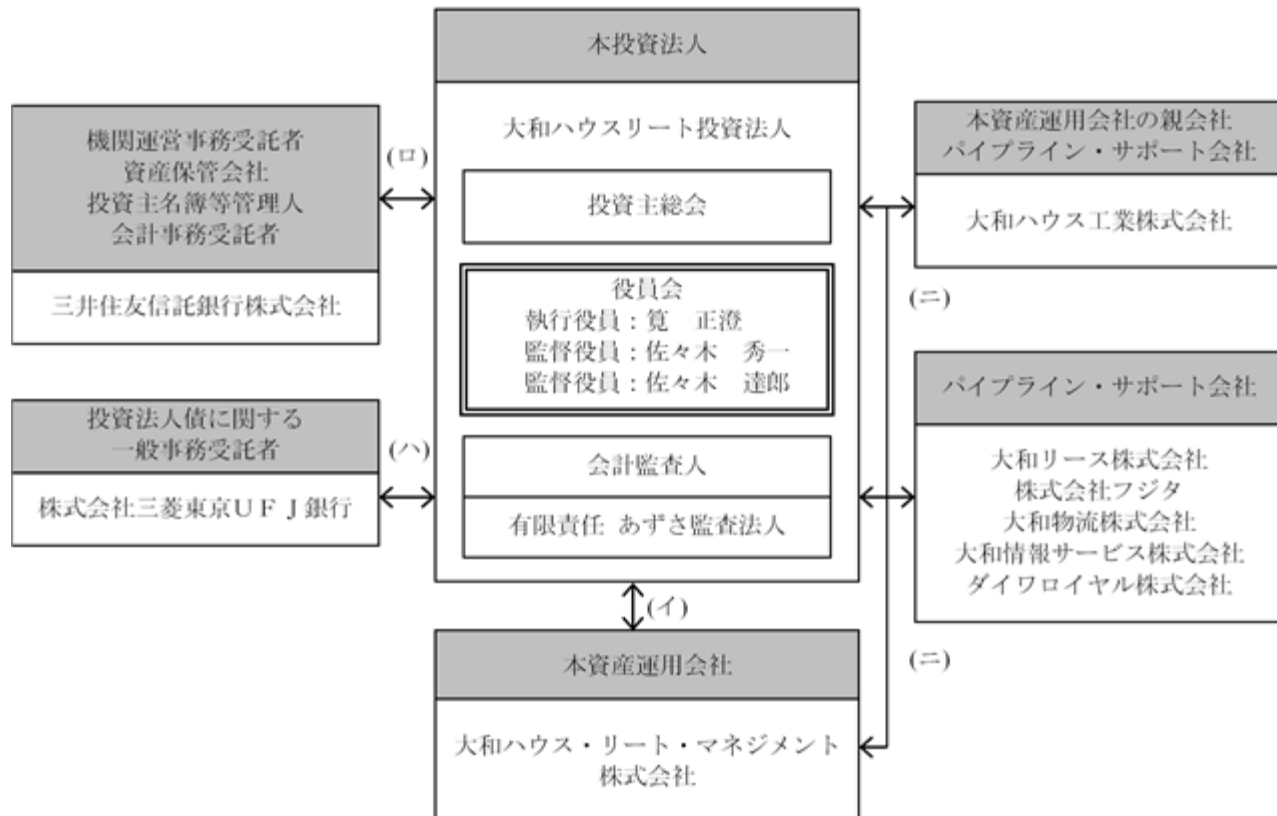 本投資法人
大和ハウスリート投資法人
投資主総会
役員会
執行役員：筧　正澄
監督役員：佐々木　秀一
監督役員：佐々木　達郎
会計監査人
有限責任 あずさ監査法人
機関運営事務受託者
資産保管会社
投資主名簿等管理人
会計事務受託者
三井住友信託銀行株式会社
(ロ)
投資法人債に関する
一般事務受託者
株式会社三菱東京ＵＦＪ銀行
(ハ)
本資産運用会社の親会社
パイプライン・サポート会社
大和ハウス工業株式会社
(ニ)
パイプライン・サポート会社
大和リース株式会社
株式会社フジタ
大和物流株式会社
大和情報サービス株式会社
ダイワロイヤル株式会社
(ニ)
(イ)
本資産運用会社
大和ハウス・リート・マネジメント
株式会社